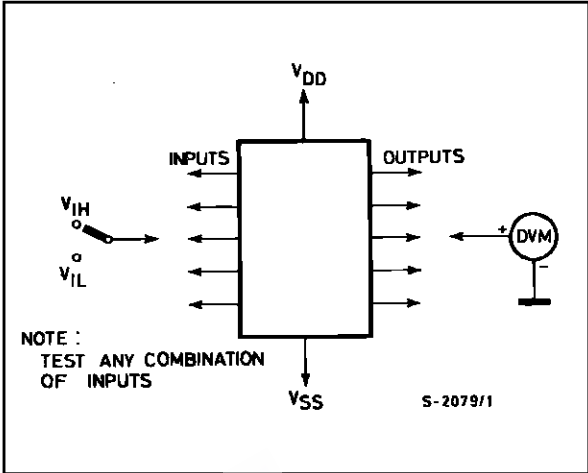 VDD
INPUTS
OUTPUTS
VIH
VIL
+
DVM
-
NOTE :
TEST ANY COMBINATION
OF INPUTS
VSS
S-2079/1